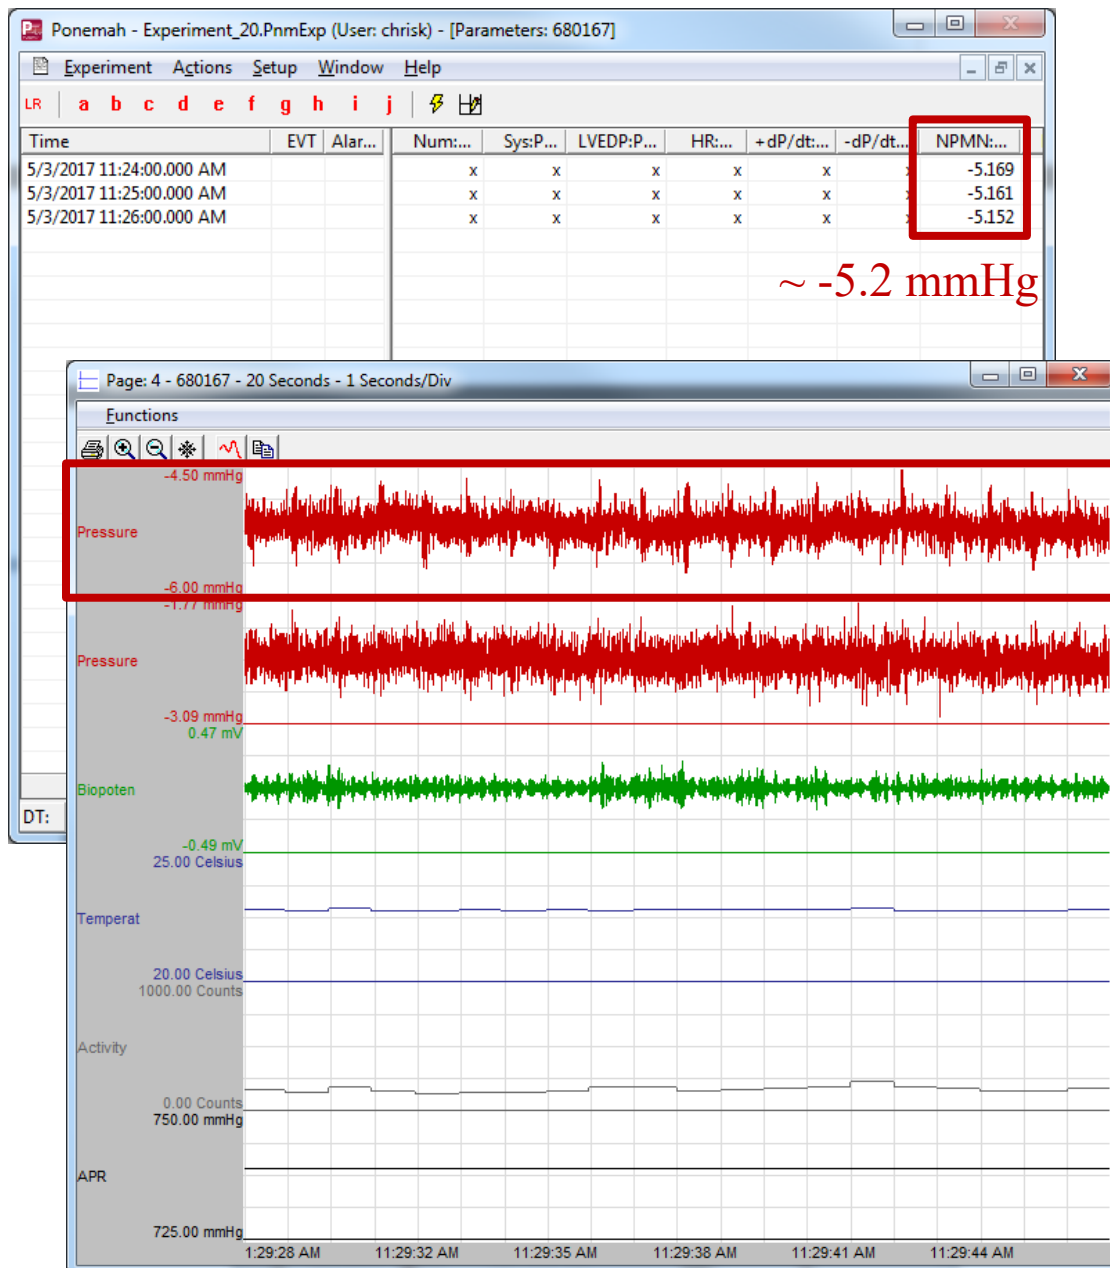 Ponemah - Experiment_20.PnmExp (User: chrisk) - [Parameters: 680167]
Experiment Actions Setup Window Help
LR a b c d e f g h i j
Time EVT Alar... Num:... Sys:P... LVEDP:P... HR:... +dP/dt:... -dP/dt... NPMN:...
5/3/2017 11:24:00.000 AM x x x x x x -5.169
5/3/2017 11:25:00.000 AM x x x x x x -5.161
5/3/2017 11:26:00.000 AM x x x x x x -5.152
~ -5.2 mmHg
Page: 4 - 680167 - 20 Seconds - 1 Seconds/Div
Functions
-4.50 mmHg
Pressure
-6.00 mmHg
-1.77 mmHg
Pressure
-3.09 mmHg
0.47 mV
Biopoten
-0.49 mV
25.00 Celsius
Temperat
20.00 Celsius
1000.00 Counts
Activity
0.00 Counts
750.00 mmHg
APR
725.00 mmHg
DT:
1:29:28 AM 11:29:32 AM 11:29:35 AM 11:29:38 AM 11:29:41 AM 11:29:44 AM